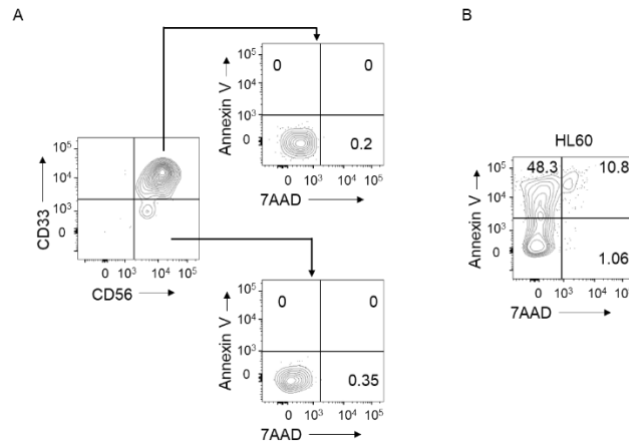 A
B
10⁵
10⁴
10³
0
CD33
0 10³ 10⁴ 10⁵
CD56
10⁵
10⁴
10³
0
Annexin V
0 0
0.2
0 10³ 10⁴ 10⁵
7AAD
10⁵
10⁴
10³
0
Annexin V
0 0
0.35
0 10³ 10⁴ 10⁵
7AAD
HL60
10⁵
10⁴
10³
0
Annexin V
48.3 10.8
1.06
0 10³ 10⁴ 10⁵
7AAD